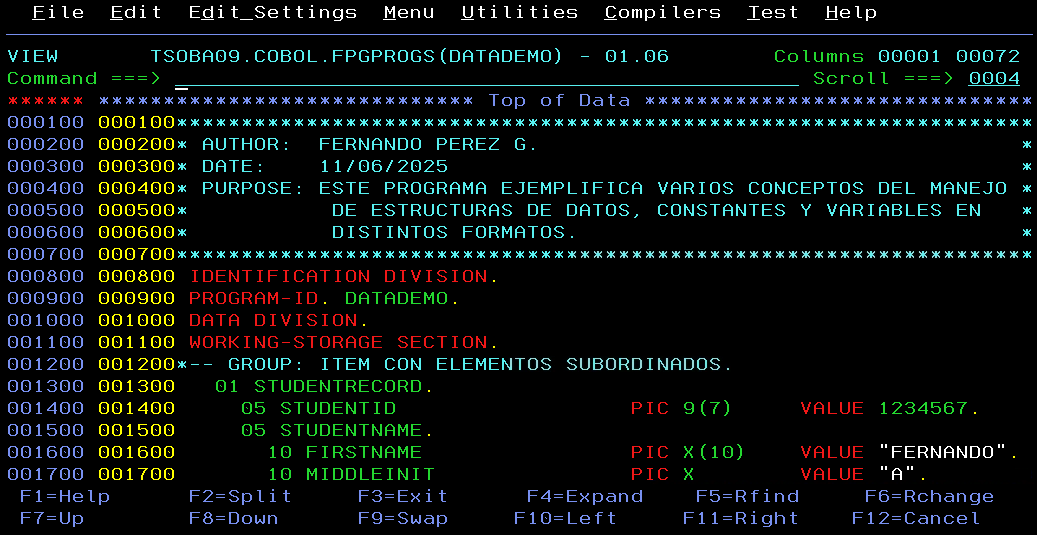 File  Edit  Edit_Settings  Menu  Utilities  Compilers  Test  Help
VIEW       TSOBA09.COBOL.FPGPROGS(DATADEMO) - 01.06        Columns 00001 00072
Command ===>                                                  Scroll ===> 0004
****** ***************************** Top of Data ******************************
000100 000100******************************************************************
000200 000200* AUTHOR:  FERNANDO PEREZ G.                                     *
000300 000300* DATE:    11/06/2025                                            *
000400 000400* PURPOSE: ESTE PROGRAMA EJEMPLIFICA VARIOS CONCEPTOS DEL MANEJO *
000500 000500*           DE ESTRUCTURAS DE DATOS, CONSTANTES Y VARIABLES EN   *
000600 000600*           DISTINTOS FORMATOS.                                  *
000700 000700******************************************************************
000800 000800 IDENTIFICATION DIVISION.
000900 000900 PROGRAM-ID. DATADEMO.
001000 001000 DATA DIVISION.
001100 001100 WORKING-STORAGE SECTION.
001200 001200*-- GROUP: ITEM CON ELEMENTOS SUBORDINADOS.
001300 001300   01 STUDENTRECORD.
001400 001400     05 STUDENTID                  PIC 9(7)     VALUE 1234567.
001500 001500     05 STUDENTNAME.
001600 001600       10 FIRSTNAME                PIC X(10)    VALUE "FERNANDO".
001700 001700       10 MIDDLEINIT               PIC X        VALUE "A".
F1=Help      F2=Split     F3=Exit      F4=Expand    F5=Rfind     F6=Rchange
F7=Up        F8=Down      F9=Swap     F10=Left     F11=Right    F12=Cancel